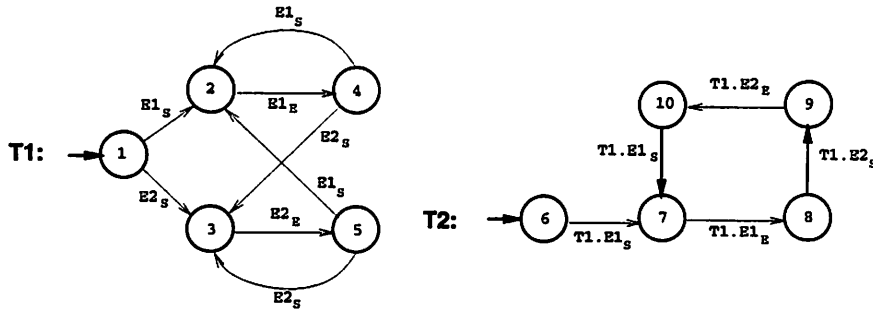 E1S
2
4
E1E
E1S
T1:
1
E2S
E2S
E1S
3
E2E
5
E2S
T1.E2E
10
9
T1.E1S
T1.E2S
T2:
6
7
8
T1.E1S
T1.E1E